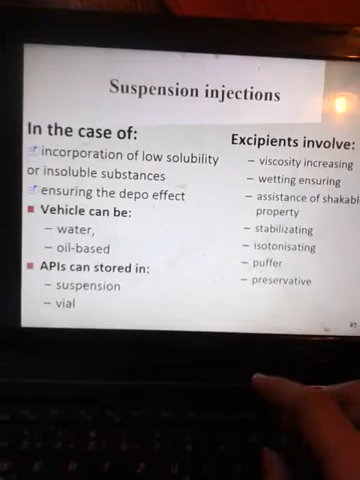 Suspension injections
In the case of:
incorporation of low solubility
or insoluble substances
ensuring the depo effect
Vehicle can be:
– water,
– oil-based
APIs can stored in:
– suspension
– vial
Excipients involve:
– viscosity increasing
– wetting ensuring
– assistance of shakabl
property
– stabilizating
– isotonisating
– puffer
– preservative